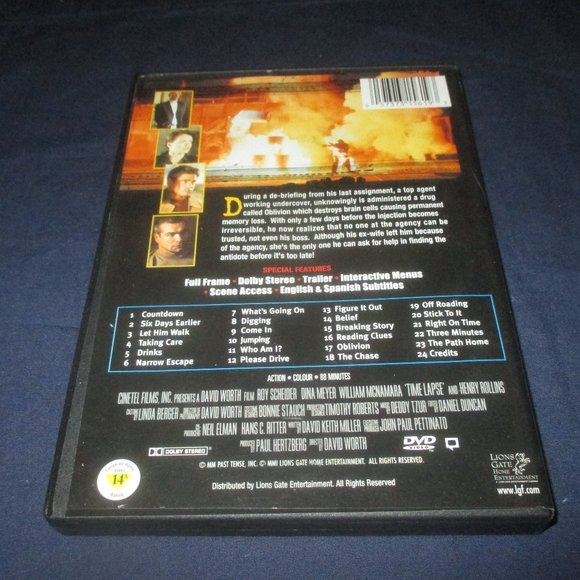 During a de-briefing from his last assignment, a top agent
working undercover, unknowingly is administered a drug
called Oblivion which destroys brain cells causing permanent
memory loss. With only a few days before the injection becomes
irreversible, he now realizes that no one at the agency can be
trusted, not even his boss. Although his ex-wife left him because
of the agency, she's the only one he can ask for help in finding the
antidote before it's too late!
SPECIAL FEATURES
Full Frame • Dolby Stereo • Trailer • Interactive Menus
• Scene Access • English & Spanish Subtitles
1 Countdown
2 Six Days Earlier
3 Let Him Walk
4 Taking Care
5 Drinks
6 Narrow Escape
7 What's Going On
8 Digging
9 Come In
10 Jumping
11 Who Am I?
12 Please Drive
13 Figure It Out
14 Belief
15 Breaking Story
16 Reading Clues
17 Oblivion
18 The Chase
19 Off Roading
20 Stick To It
21 Right On Time
22 Three Minutes
23 The Path Home
24 Credits
ACTION • COLOUR • 88 MINUTES
CINETEL FILMS, INC. PRESENTS A DAVID WORTH FILM ROY SCHEIDER DINA MEYER WILLIAM MCNAMARA "TIME LAPSE" AND HENRY ROLLINS
LINDA BERGER DAVID WORTH BONNIE STAUCH TIMOTHY ROBERTS DEDDY TZUR DANIEL DUNCAN
NEIL ELMAN HANS C. RITTER DAVID KEITH MILLER JOHN PAUL PETTINATO
PAUL HERTZBERG DAVID WORTH
DOLBY STEREO
DVD
VIDEO
© MM PAST TENSE, INC. © MMI LIONS GATE HOME ENTERTAINMENT. ALL RIGHTS RESERVED.
Distributed by Lions Gate Entertainment. All Rights Reserved
14
LIONS
GATE
HOME
ENTERTAINMENT
www.lgf.com